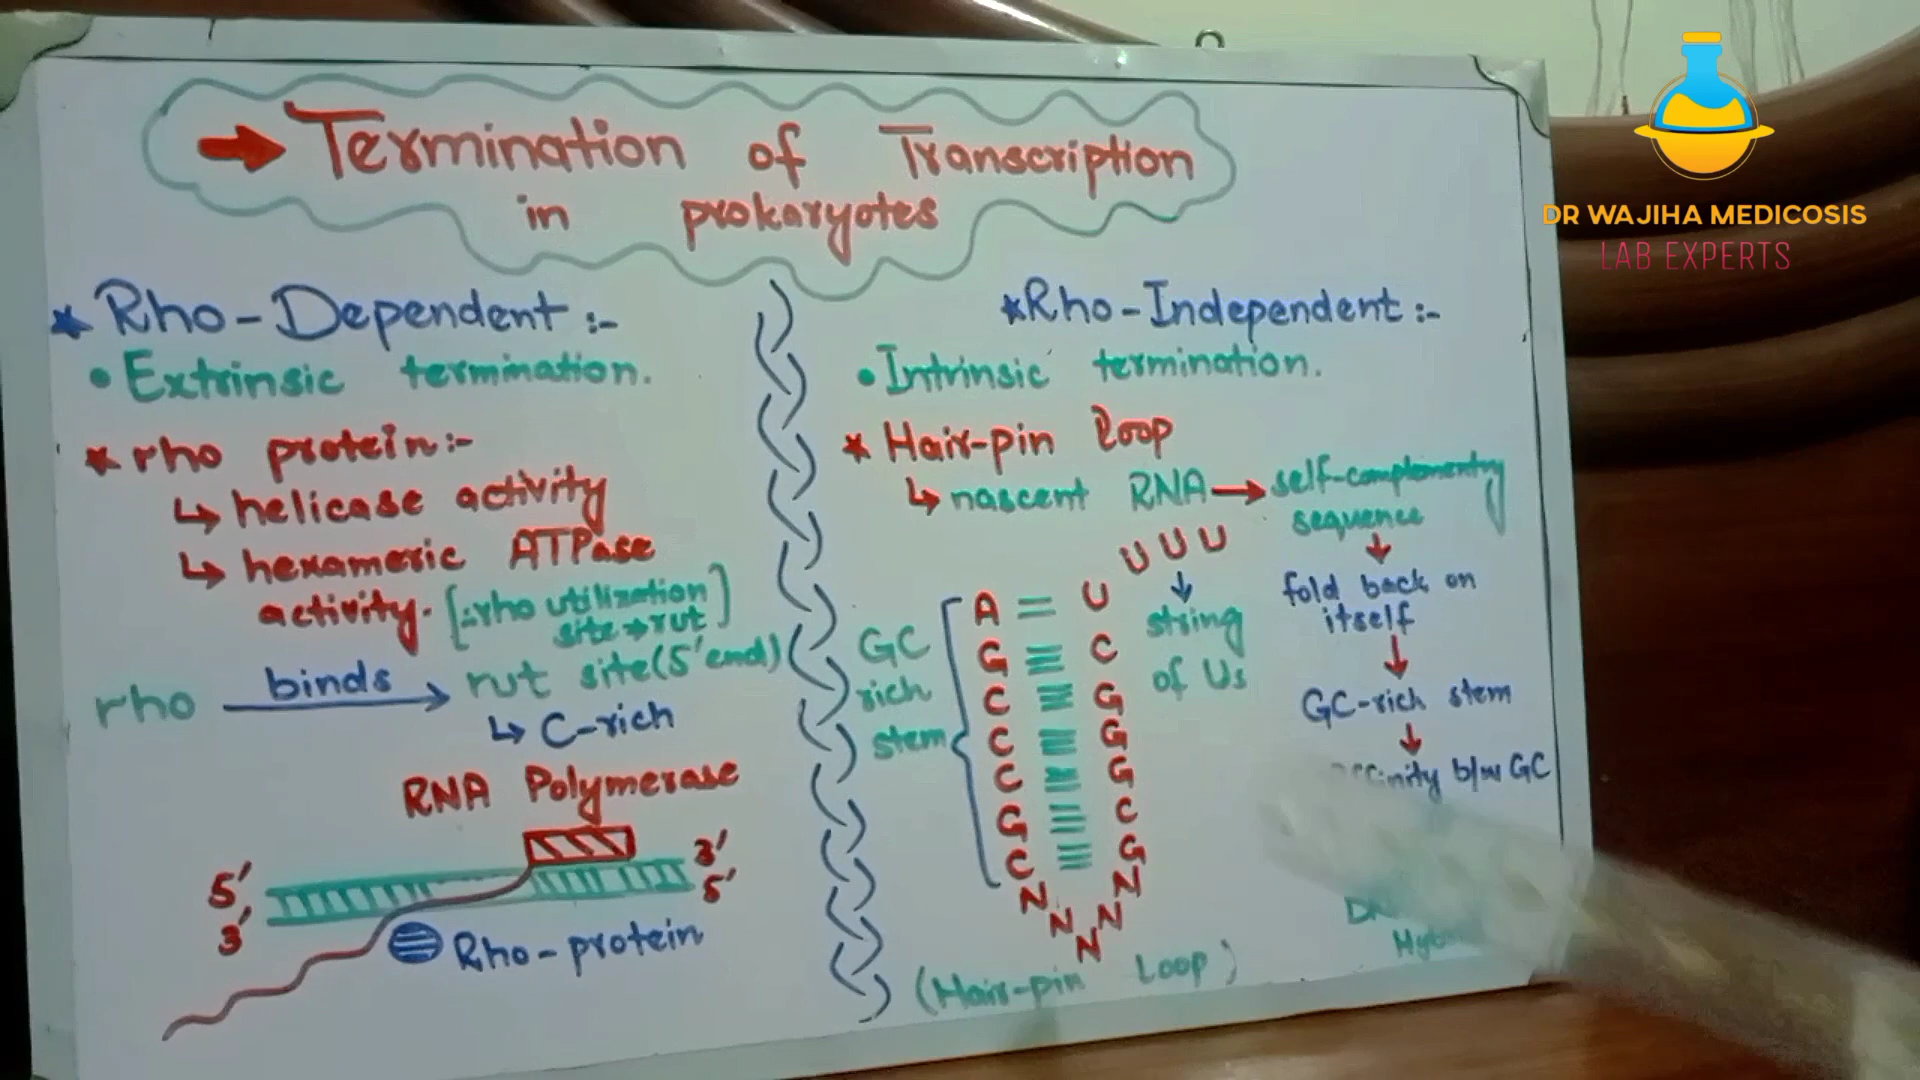 Termination of Transcription
in prokaryotes
DR WAJIHA MEDICOSIS
LAB EXPERTS
* Rho-Dependent :-
• Extrinsic termination.
* rho protein:-
↳ helicase activity
↳ hexameric ATPase
activity. [∴rho utilization
site→rut]
rho binds rut site(5'end)
↳ C-rich
RNA Polymerase
5' 3'
3' 5'
Rho-protein
*Rho-Independent :-
• Intrinsic termination.
* Hair-pin Loop
↳ nascent RNA → self-complementry
sequence
fold back on
itself
GC-rich stem
b/w GC
U U U
string
of Us
GC
rich
stem
A = U
G ≡ C
C ≡ G
C ≡ G
C ≡ G
G ≡ C
C ≡ G
N N
N N
N
(Hair-pin Loop)